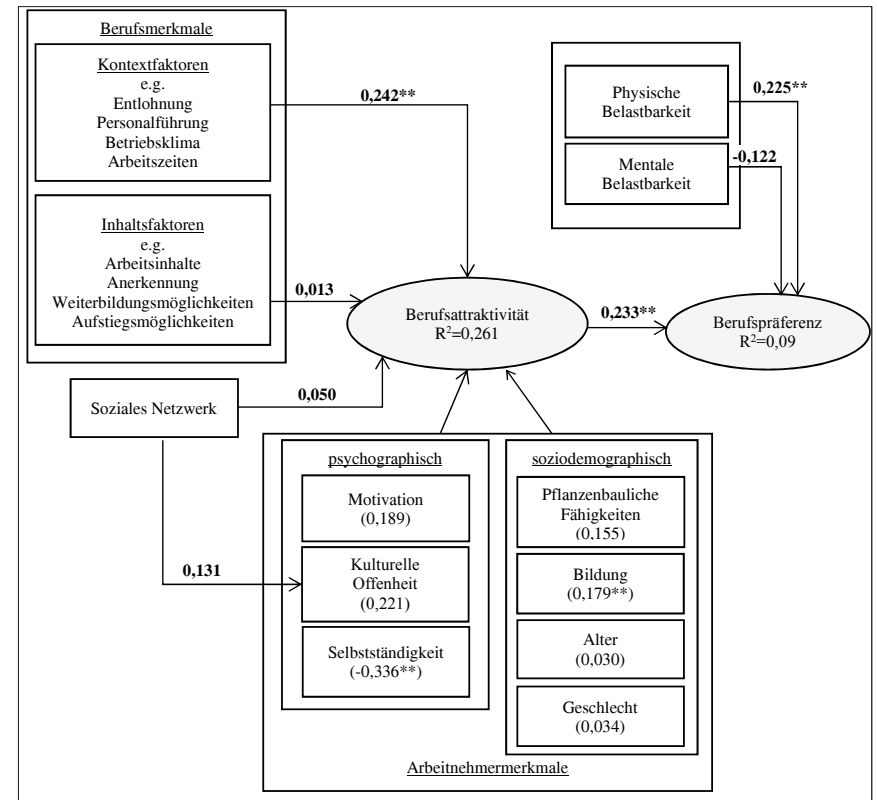 Berufsmerkmale
Kontextfaktoren
e.g.
Entlohnung
Personalführung
Betriebsklima
Arbeitszeiten
0,242**
Physische
Belastbarkeit
0,225**
Mentale
Belastbarkeit
-0,122
Inhaltsfaktoren
e.g.
Arbeitsinhalte
Anerkennung
Weiterbildungsmöglichkeiten
Aufstiegsmöglichkeiten
0,013
Berufsattraktivität
R²=0,261
0,233**
Berufspräferenz
R²=0,09
Soziales Netzwerk
0,050
0,131
psychographisch
Motivation
(0,189)
Kulturelle
Offenheit
(0,221)
Selbstständigkeit
(-0,336**)
soziodemographisch
Pflanzenbauliche
Fähigkeiten
(0,155)
Bildung
(0,179**)
Alter
(0,030)
Geschlecht
(0,034)
Arbeitnehmermerkmale